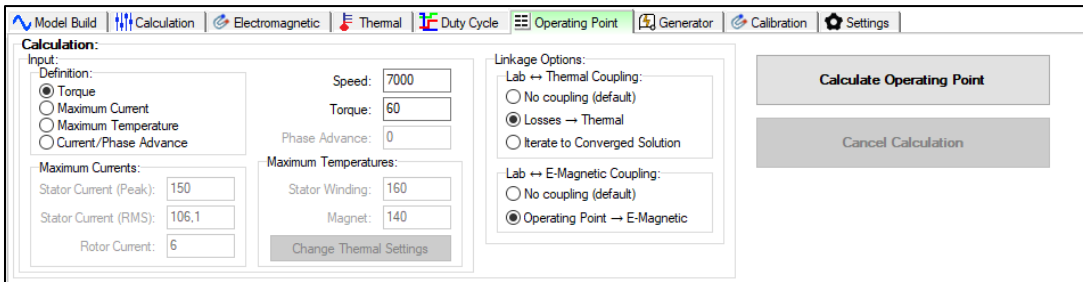 Model Build Calculation Electromagnetic Thermal Duty Cycle Operating Point Generator Calibration Settings
Calculation:
Input:
Definition:
Torque
Maximum Current
Maximum Temperature
Current/Phase Advance
Speed: 7000
Torque: 60
Phase Advance: 0
Maximum Currents:
Stator Current (Peak): 150
Stator Current (RMS): 106,1
Rotor Current: 6
Maximum Temperatures:
Stator Winding: 160
Magnet: 140
Change Thermal Settings
Linkage Options:
Lab ↔ Thermal Coupling:
No coupling (default)
Losses → Thermal
Iterate to Converged Solution
Lab ↔ E-Magnetic Coupling:
No coupling (default)
Operating Point → E-Magnetic
Calculate Operating Point
Cancel Calculation